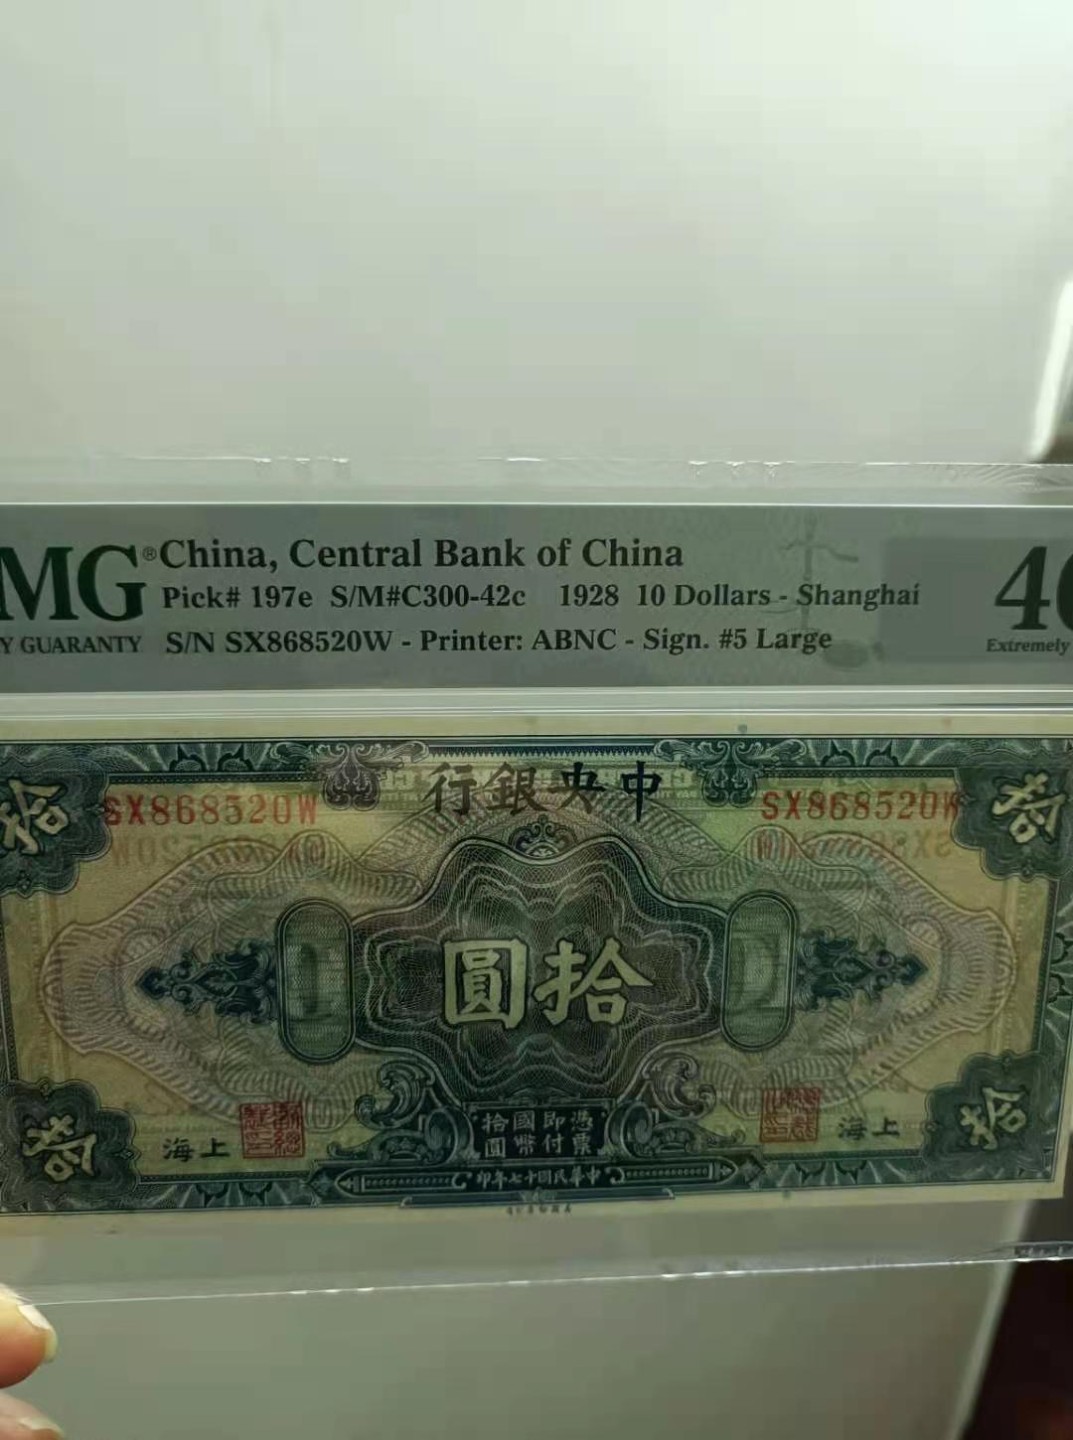 MG® China, Central Bank of China
Pick# 197e S/M#C300-42c 1928 10 Dollars - Shanghai
40
Y GUARANTY S/N SX868520W - Printer: ABNC - Sign. #5 Large
Extremely
行銀央中
拾
SX868520W
SX868520W
拾
圓拾
憑票即付國幣拾圓
海上
海上
拾
拾
印年七十國民華中